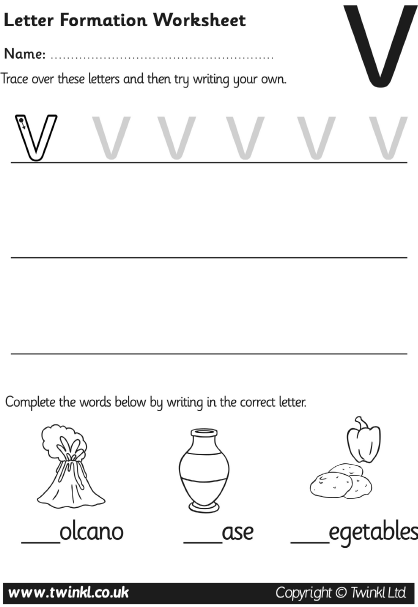 Letter Formation Worksheet
V
Name: ................................................
Trace over these letters and then try writing your own.
v v v v v v
Complete the words below by writing in the correct letter.
___olcano ___ase ___egetables
www.twinkl.co.uk Copyright © Twinkl Ltd.